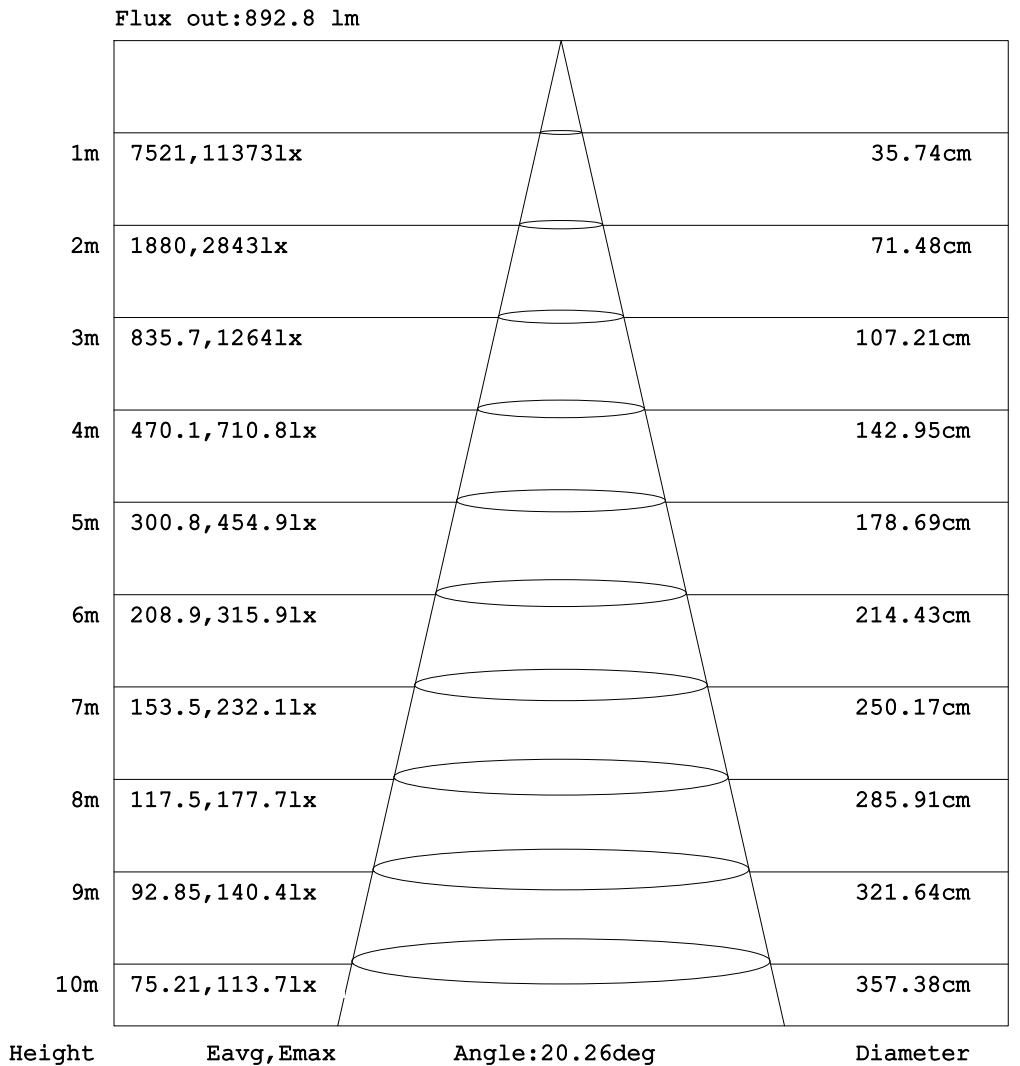 Flux out:892.8 lm
1m 7521,11373lx 35.74cm
2m 1880,2843lx 71.48cm
3m 835.7,1264lx 107.21cm
4m 470.1,710.8lx 142.95cm
5m 300.8,454.9lx 178.69cm
6m 208.9,315.9lx 214.43cm
7m 153.5,232.1lx 250.17cm
8m 117.5,177.7lx 285.91cm
9m 92.85,140.4lx 321.64cm
10m 75.21,113.7lx 357.38cm
Height Eavg,Emax Angle:20.26deg Diameter